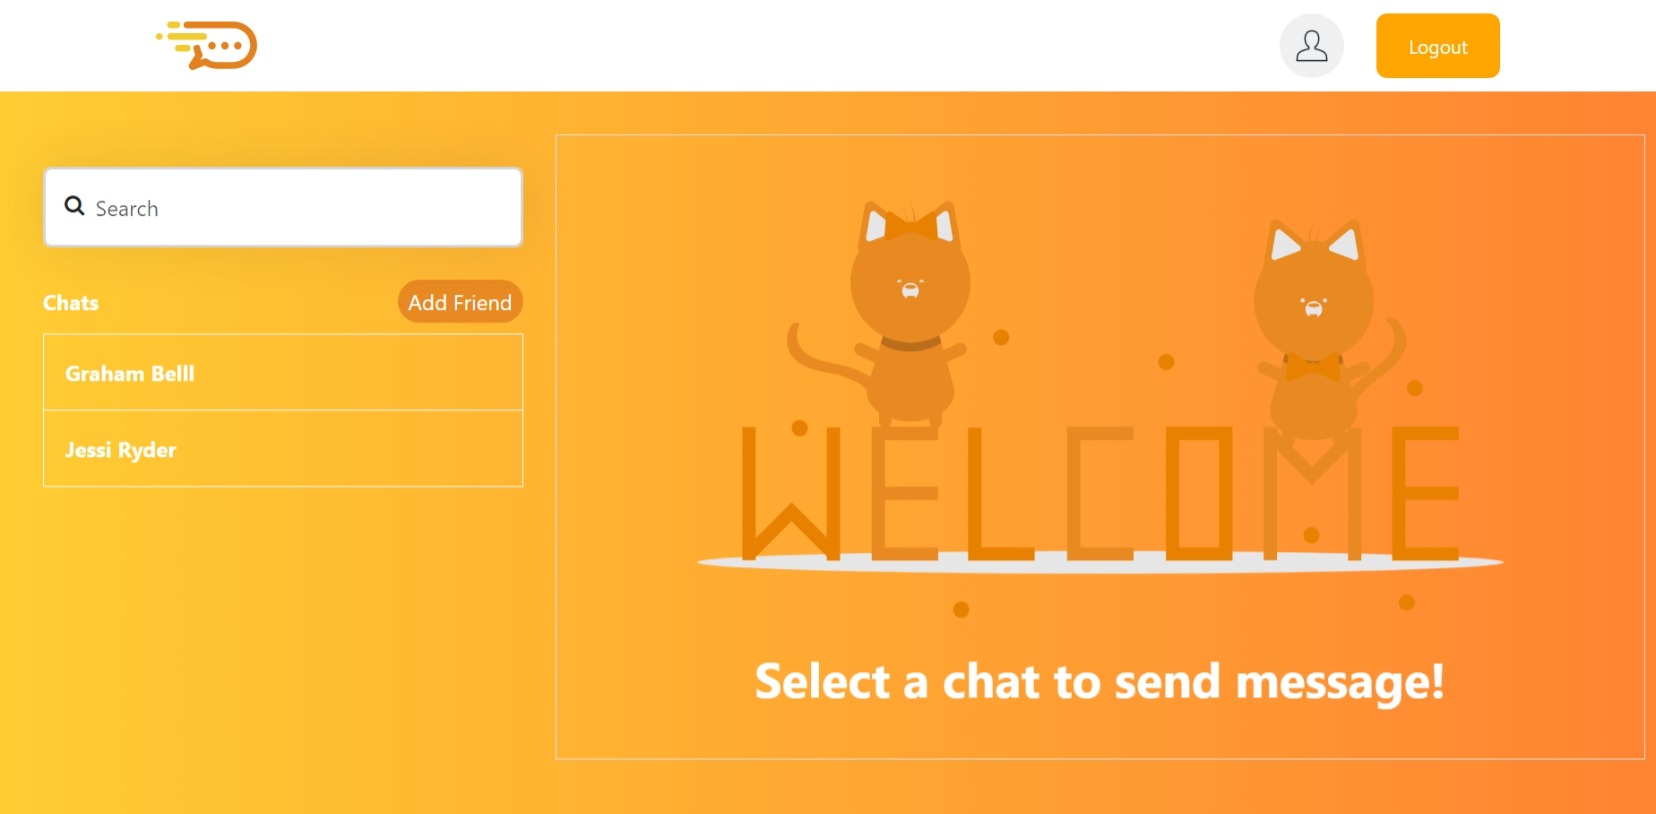 Logout
Search
Chats
Add Friend
Graham Belll
Jessi Ryder
WELCOME
Select a chat to send message!